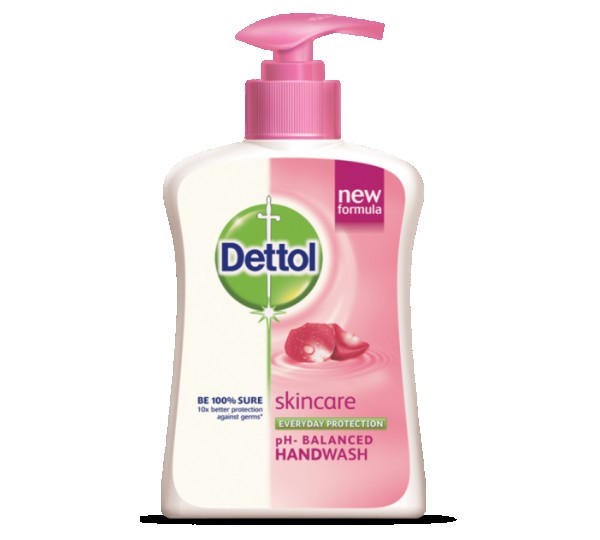 new
formula
Dettol
BE 100% SURE
10x better protection
against germs*
skincare
EVERYDAY PROTECTION
pH- BALANCED
HANDWASH